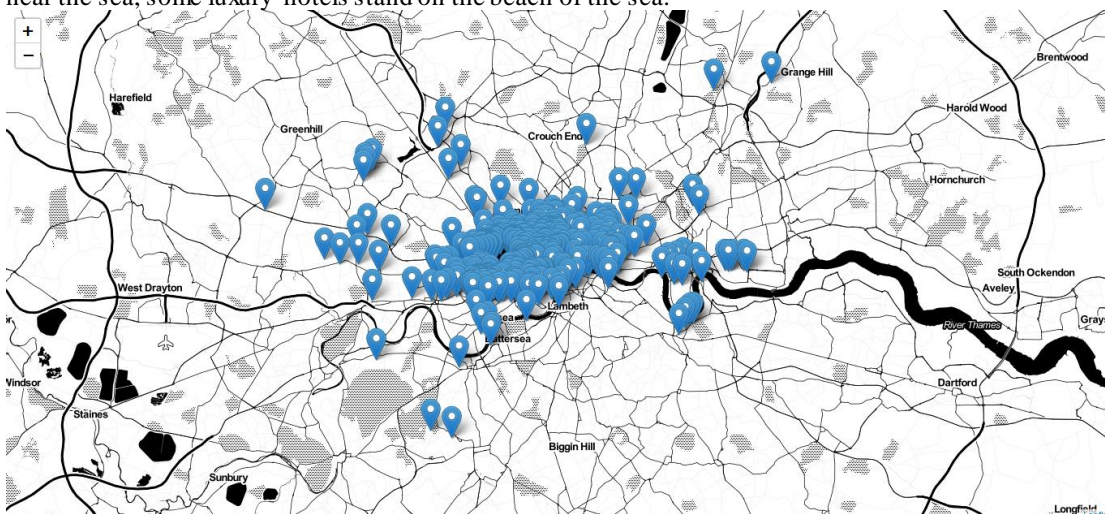 near the sea, some luxury hotels stand on the beach of the sea.
+
−
Brentwood
Grange Hill
Harefield
Harold Wood
Greenhill
Crouch End
Hornchurch
South Ockendon
West Drayton
Aveley
Lambeth
River Thames
Battersea
Windsor
Dartford
Staines
Biggin Hill
Sunbury
Longfield